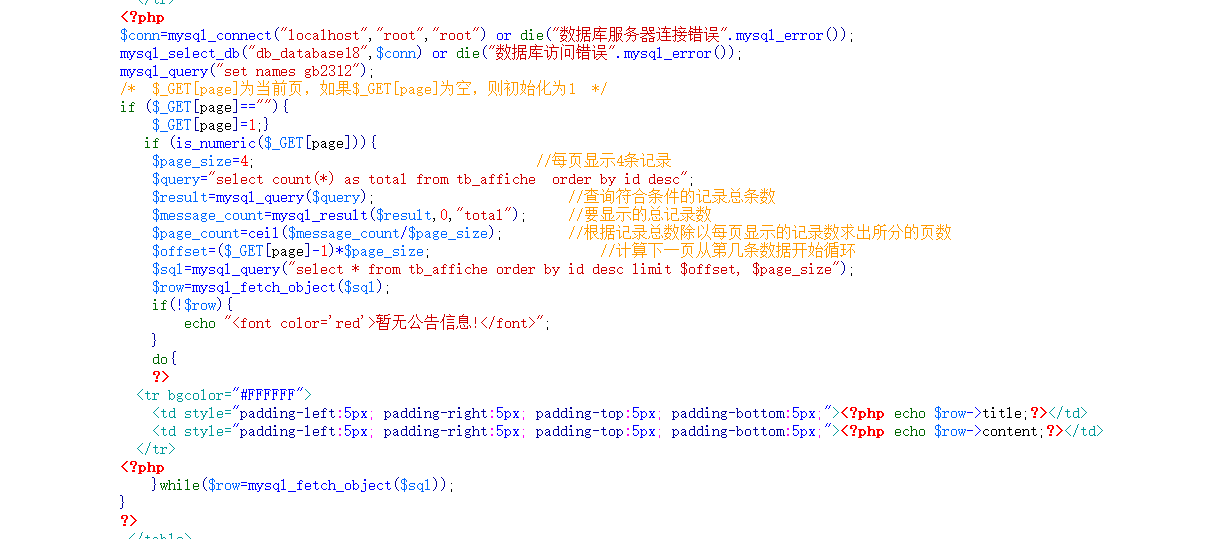 </tr>
<?php
$conn=mysql_connect("localhost","root","root") or die("数据库服务器连接错误".mysql_error());
mysql_select_db("db_database18",$conn) or die("数据库访问错误".mysql_error());
mysql_query("set names gb2312");
/*  $_GET[page]为当前页，如果$_GET[page]为空，则初始化为1  */
if ($_GET[page]==""){
    $_GET[page]=1;}
   if (is_numeric($_GET[page])){
    $page_size=4;                                   //每页显示4条记录
    $query="select count(*) as total from tb_affiche  order by id desc";
    $result=mysql_query($query);                        //查询符合条件的记录总条数
    $message_count=mysql_result($result,0,"total");     //要显示的总记录数
    $page_count=ceil($message_count/$page_size);        //根据记录总数除以每页显示的记录数求出所分的页数
    $offset=($_GET[page]-1)*$page_size;                     //计算下一页从第几条数据开始循环
    $sql=mysql_query("select * from tb_affiche order by id desc limit $offset, $page_size");
    $row=mysql_fetch_object($sql);
    if(!$row){
        echo "<font color='red'>暂无公告信息!</font>";
    }
    do{
    ?>
  <tr bgcolor="#FFFFFF">
    <td style="padding-left:5px; padding-right:5px; padding-top:5px; padding-bottom:5px;"><?php echo $row->title;?></td>
    <td style="padding-left:5px; padding-right:5px; padding-top:5px; padding-bottom:5px;"><?php echo $row->content;?></td>
  </tr>
<?php
    }while($row=mysql_fetch_object($sql));
}
?>
</table>